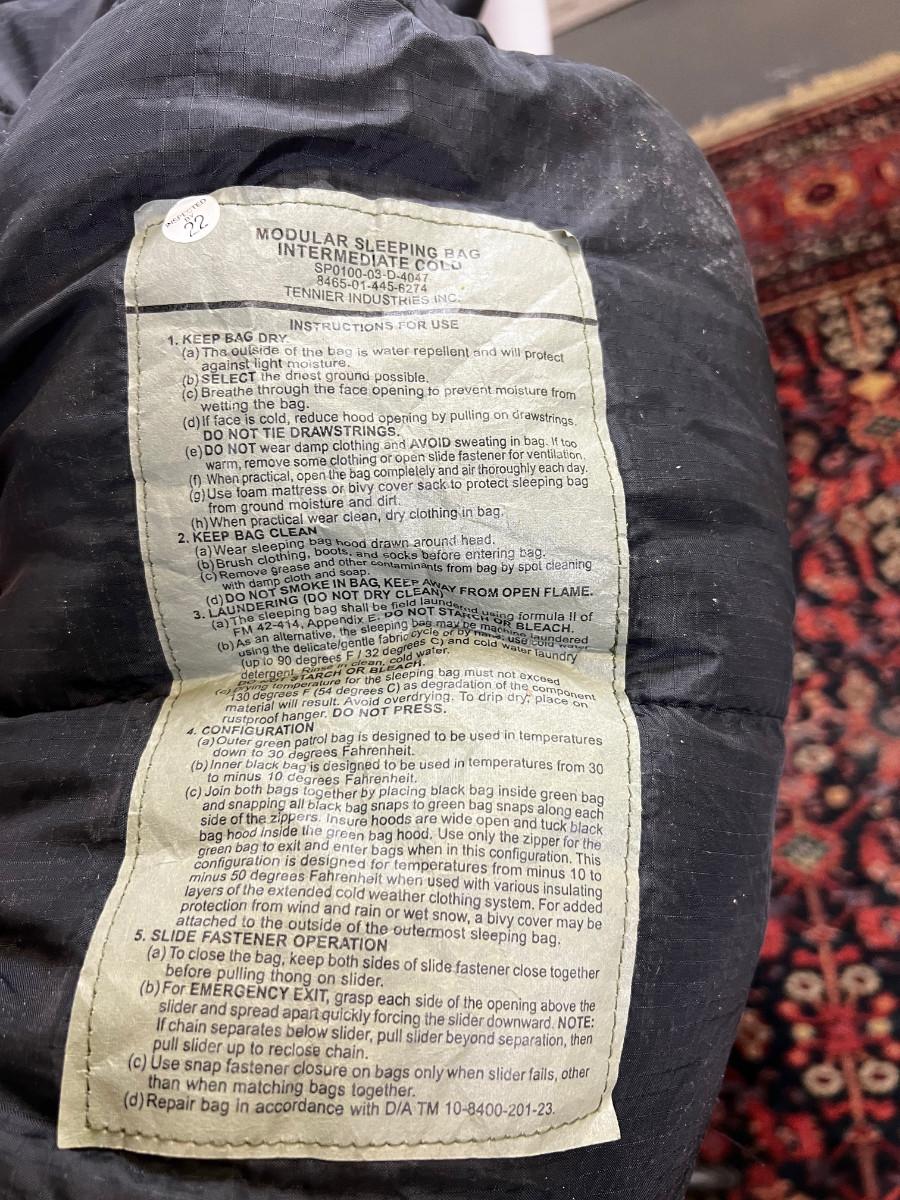 INSPECTED
BY
22
MODULAR SLEEPING BAG
INTERMEDIATE COLD
SP0100-03-D-4047
8465-01-445-6274
TENNIER INDUSTRIES INC.
INSTRUCTIONS FOR USE
1. KEEP BAG DRY
(a) The outside of the bag is water repellent and will protect
against light moisture.
(b) SELECT the driest ground possible.
(c) Breathe through the face opening to prevent moisture from
wetting the bag.
(d) If face is cold, reduce hood opening by pulling on drawstrings.
DO NOT TIE DRAWSTRINGS.
(e) DO NOT wear damp clothing and AVOID sweating in bag. If too
warm, remove some clothing or open slide fastener for ventilation.
(f) When practical, open the bag completely and air thoroughly each day.
(g) Use foam mattress or bivy cover sack to protect sleeping bag
from ground moisture and dirt.
(h) When practical wear clean, dry clothing in bag.
2. KEEP BAG CLEAN
(a) Wear sleeping bag hood drawn around head.
(b) Brush clothing, boots, and socks before entering bag.
(c) Remove grease and other contaminants from bag by spot cleaning
with damp cloth and soap.
(d) DO NOT SMOKE IN BAG, KEEP AWAY FROM OPEN FLAME.
3. LAUNDERING (DO NOT DRY CLEAN)
(a) The sleeping bag shall be field laundered using formula II of
FM 42-414, Appendix E. DO NOT STARCH OR BLEACH.
(b) As an alternative, the sleeping bag may be machine laundered
using the delicate/gentle fabric cycle or by hand, use cold water
(up to 90 degrees F / 32 degrees C) and cold water laundry
detergent. Rinse in clean, cold water.
STARCH OR BLEACH.
(c) Drying temperature for the sleeping bag must not exceed
130 degrees F (54 degrees C) as degradation of the component
material will result. Avoid overdrying. To drip dry, place on
rustproof hanger. DO NOT PRESS.
4. CONFIGURATION
(a) Outer green patrol bag is designed to be used in temperatures
down to 30 degrees Fahrenheit.
(b) Inner black bag is designed to be used in temperatures from 30
to minus 10 degrees Fahrenheit.
(c) Join both bags together by placing black bag inside green bag
and snapping all black bag snaps to green bag snaps along each
side of the zippers. Insure hoods are wide open and tuck black
bag hood inside the green bag hood. Use only the zipper for the
green bag to exit and enter bags when in this configuration. This
configuration is designed for temperatures from minus 10 to
minus 50 degrees Fahrenheit when used with various insulating
layers of the extended cold weather clothing system. For added
protection from wind and rain or wet snow, a bivy cover may be
attached to the outside of the outermost sleeping bag.
5. SLIDE FASTENER OPERATION
(a) To close the bag, keep both sides of slide fastener close together
before pulling thong on slider.
(b) For EMERGENCY EXIT, grasp each side of the opening above the
slider and spread apart quickly forcing the slider downward. NOTE:
If chain separates below slider, pull slider beyond separation, then
pull slider up to reclose chain.
(c) Use snap fastener closure on bags only when slider fails, other
than when matching bags together.
(d) Repair bag in accordance with D/A TM 10-8400-201-23.